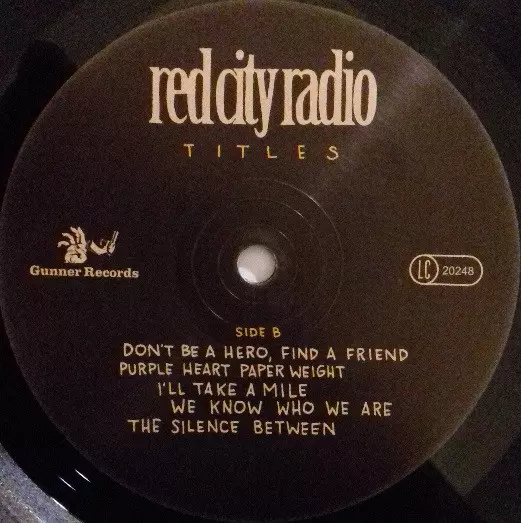 red city radio
TITLES
Gunner Records
LC 20248
SIDE B
DON'T BE A HERO, FIND A FRIEND
PURPLE HEART PAPER WEIGHT
I'LL TAKE A MILE
WE KNOW WHO WE ARE
THE SILENCE BETWEEN